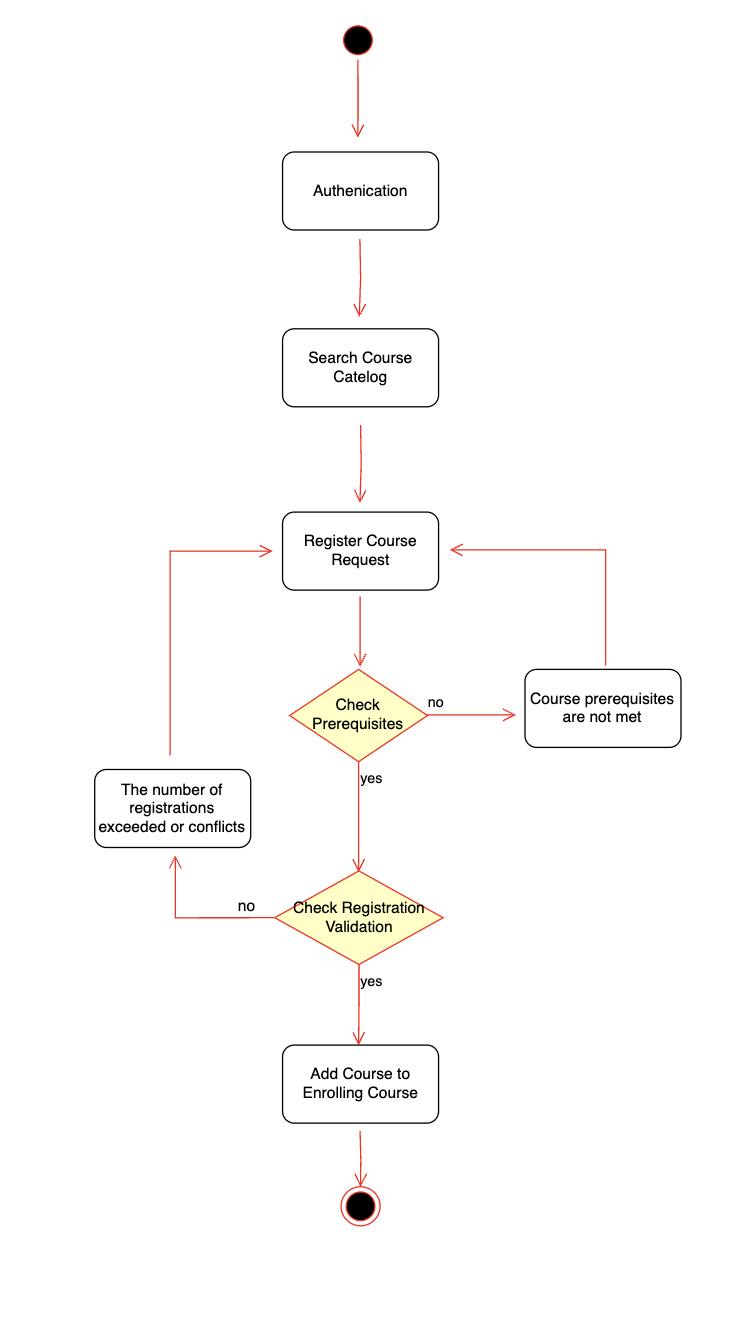 Authenication
Search Course
Catelog
Register Course
Request
Check
Prerequisites
no
Course prerequisites
are not met
yes
The number of
registrations
exceeded or conflicts
no
Check Registration
Validation
yes
Add Course to
Enrolling Course